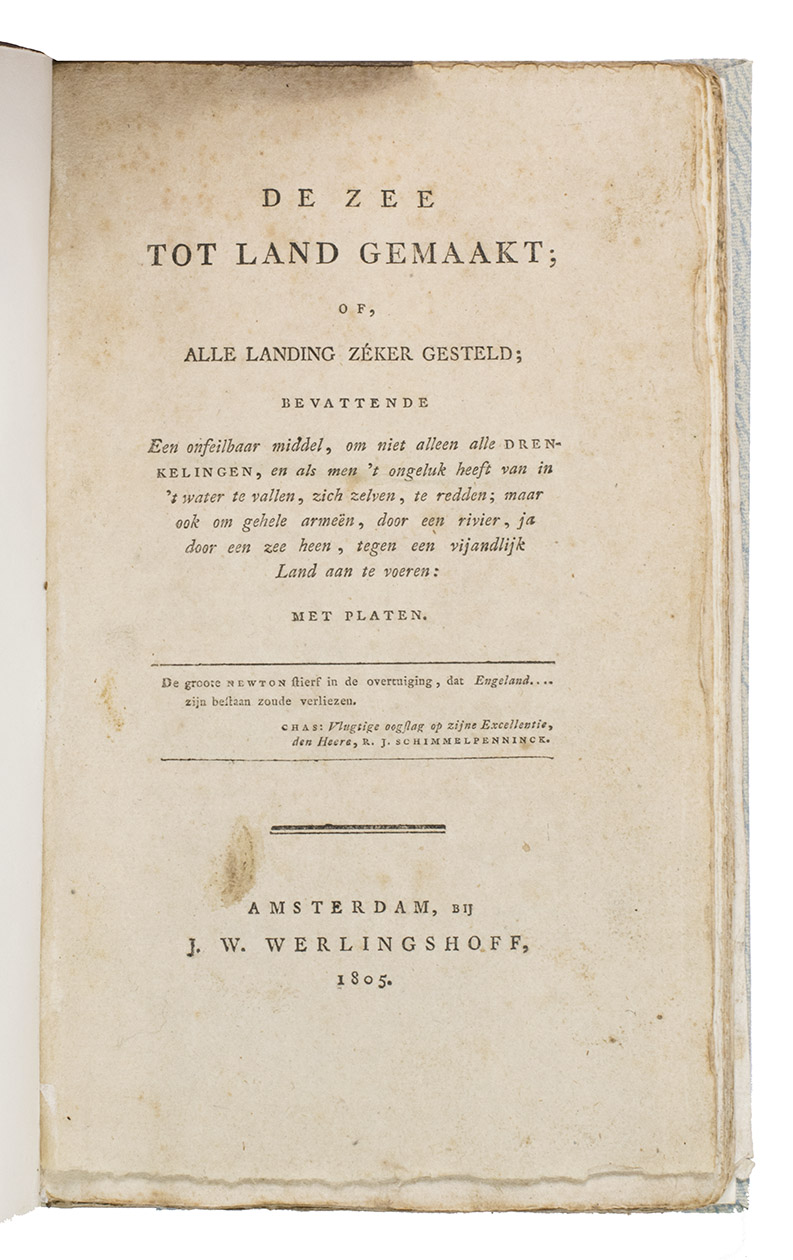 DE ZEE
TOT LAND GEMAAKT;
OF,
ALLE LANDING ZÉKER GESTELD;
BEVATTENDE
Een onfeilbaar middel, om niet alleen alle DREN-
KELINGEN, en als men 't ongeluk heeft van in
't water te vallen, zich zelven, te redden; maar
ook om gehele armeën, door een rivier, ja
door een zee heen, tegen een vijandlijk
Land aan te voeren:
MET PLATEN.
De groote NEWTON stierf in de overtuiging, dat Engeland....
zijn bestaan zoude verliezen.
CHAS: Vlugtige oogslag op zijne Excellentie,
den Heere, R. J. SCHIMMELPENNINCK.
AMSTERDAM, BIJ
J. W. WERLINGSHOFF,
1805.